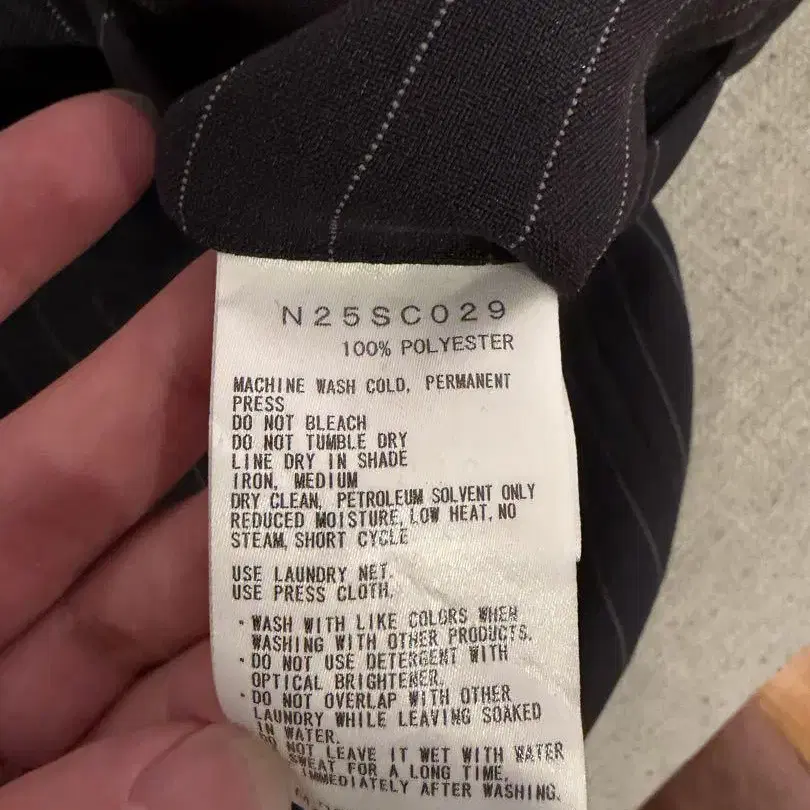 N25SC029
100% POLYESTER
MACHINE WASH COLD, PERMANENT
PRESS
DO NOT BLEACH
DO NOT TUMBLE DRY
LINE DRY IN SHADE
IRON, MEDIUM
DRY CLEAN, PETROLEUM SOLVENT ONLY
REDUCED MOISTURE, LOW HEAT, NO
STEAM, SHORT CYCLE
USE LAUNDRY NET.
USE PRESS CLOTH.
・WASH WITH LIKE COLORS WHEN
WASHING WITH OTHER PRODUCTS.
・DO NOT USE DETERGENT WITH
OPTICAL BRIGHTENER.
・DO NOT OVERLAP WITH OTHER
LAUNDRY WHILE LEAVING SOAKED
IN WATER.
NOT LEAVE IT WET WITH WATER
SWEAT FOR A LONG TIME,
IMMEDIATELY AFTER WASHING.